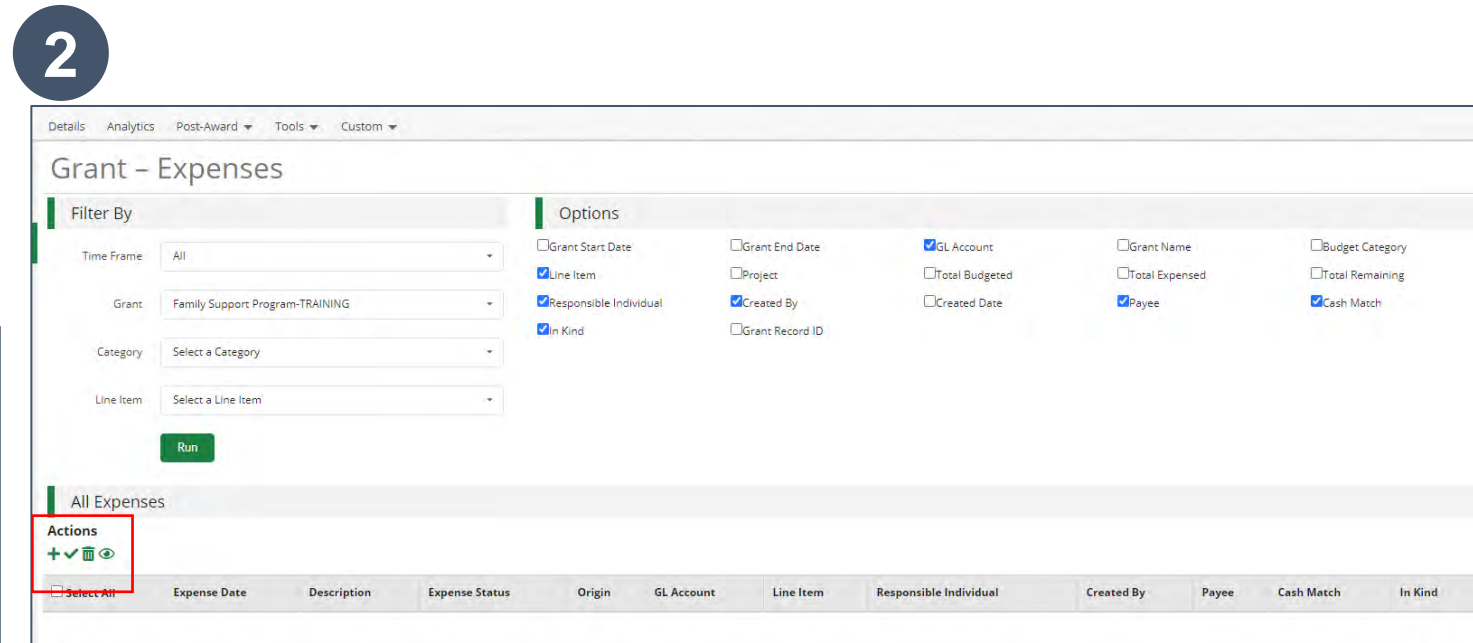 2
Details Analytics Post-Award Tools Custom
Grant – Expenses
Filter By
Time Frame All
Grant Family Support Program-TRAINING
Category Select a Category
Line Item Select a Line Item
Run
Options
Grant Start Date Grant End Date GL Account Grant Name Budget Category
Line Item Project Total Budgeted Total Expensed Total Remaining
Responsible Individual Created By Created Date Payee Cash Match
In Kind Grant Record ID
All Expenses
Actions
Select All Expense Date Description Expense Status Origin GL Account Line Item Responsible Individual Created By Payee Cash Match In Kind